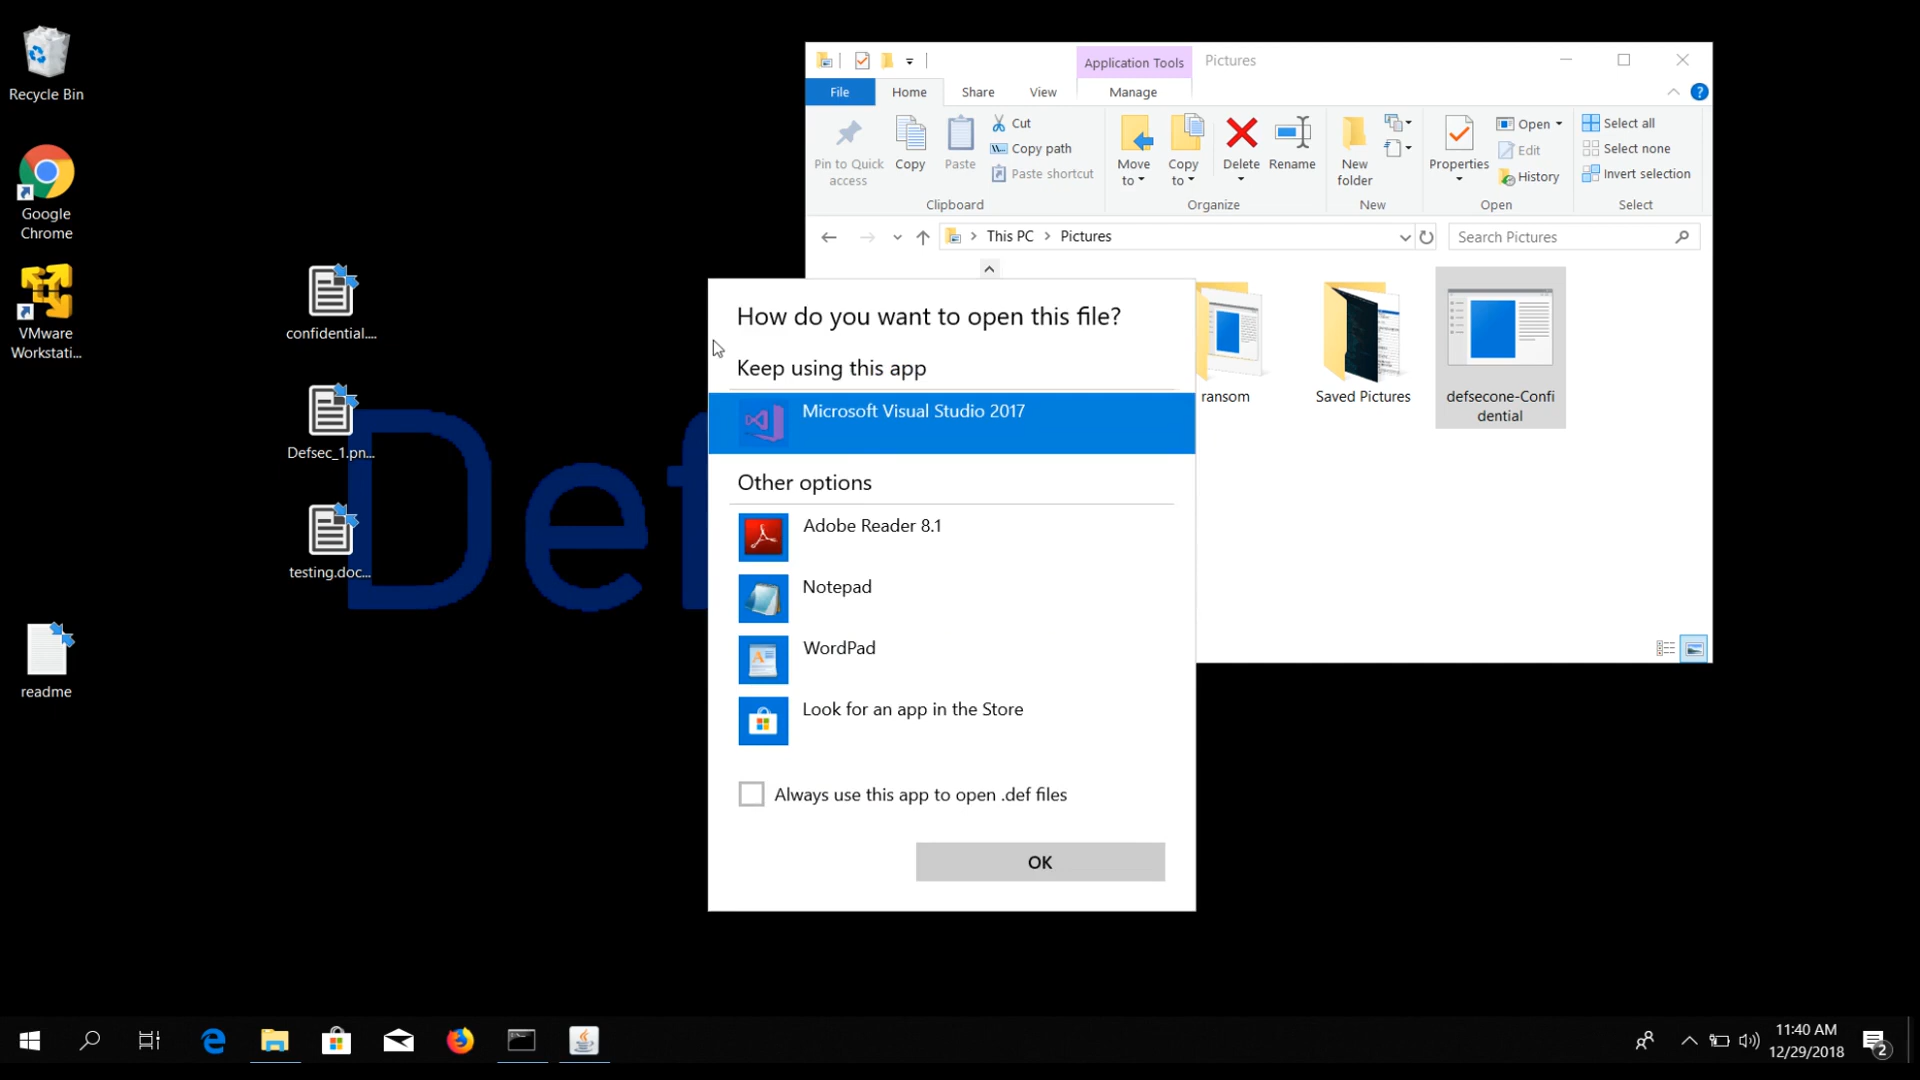 Recycle Bin
Google
Chrome
VMware
Workstati...
readme
confidential....
Defsec_1.pn...
testing.doc...
Def
Application Tools
Pictures
File
Home
Share
View
Manage
Pin to Quick
access
Copy
Paste
Cut
Copy path
Paste shortcut
Clipboard
Move
to
Copy
to
Delete
Rename
Organize
New
folder
New
Properties
Open
Edit
History
Open
Select all
Select none
Invert selection
Select
This PC
Pictures
Search Pictures
ransom
Saved Pictures
defsecone-Confi
dential
How do you want to open this file?
Keep using this app
Microsoft Visual Studio 2017
Other options
Adobe Reader 8.1
Notepad
WordPad
Look for an app in the Store
Always use this app to open .def files
OK
11:40 AM
12/29/2018
2